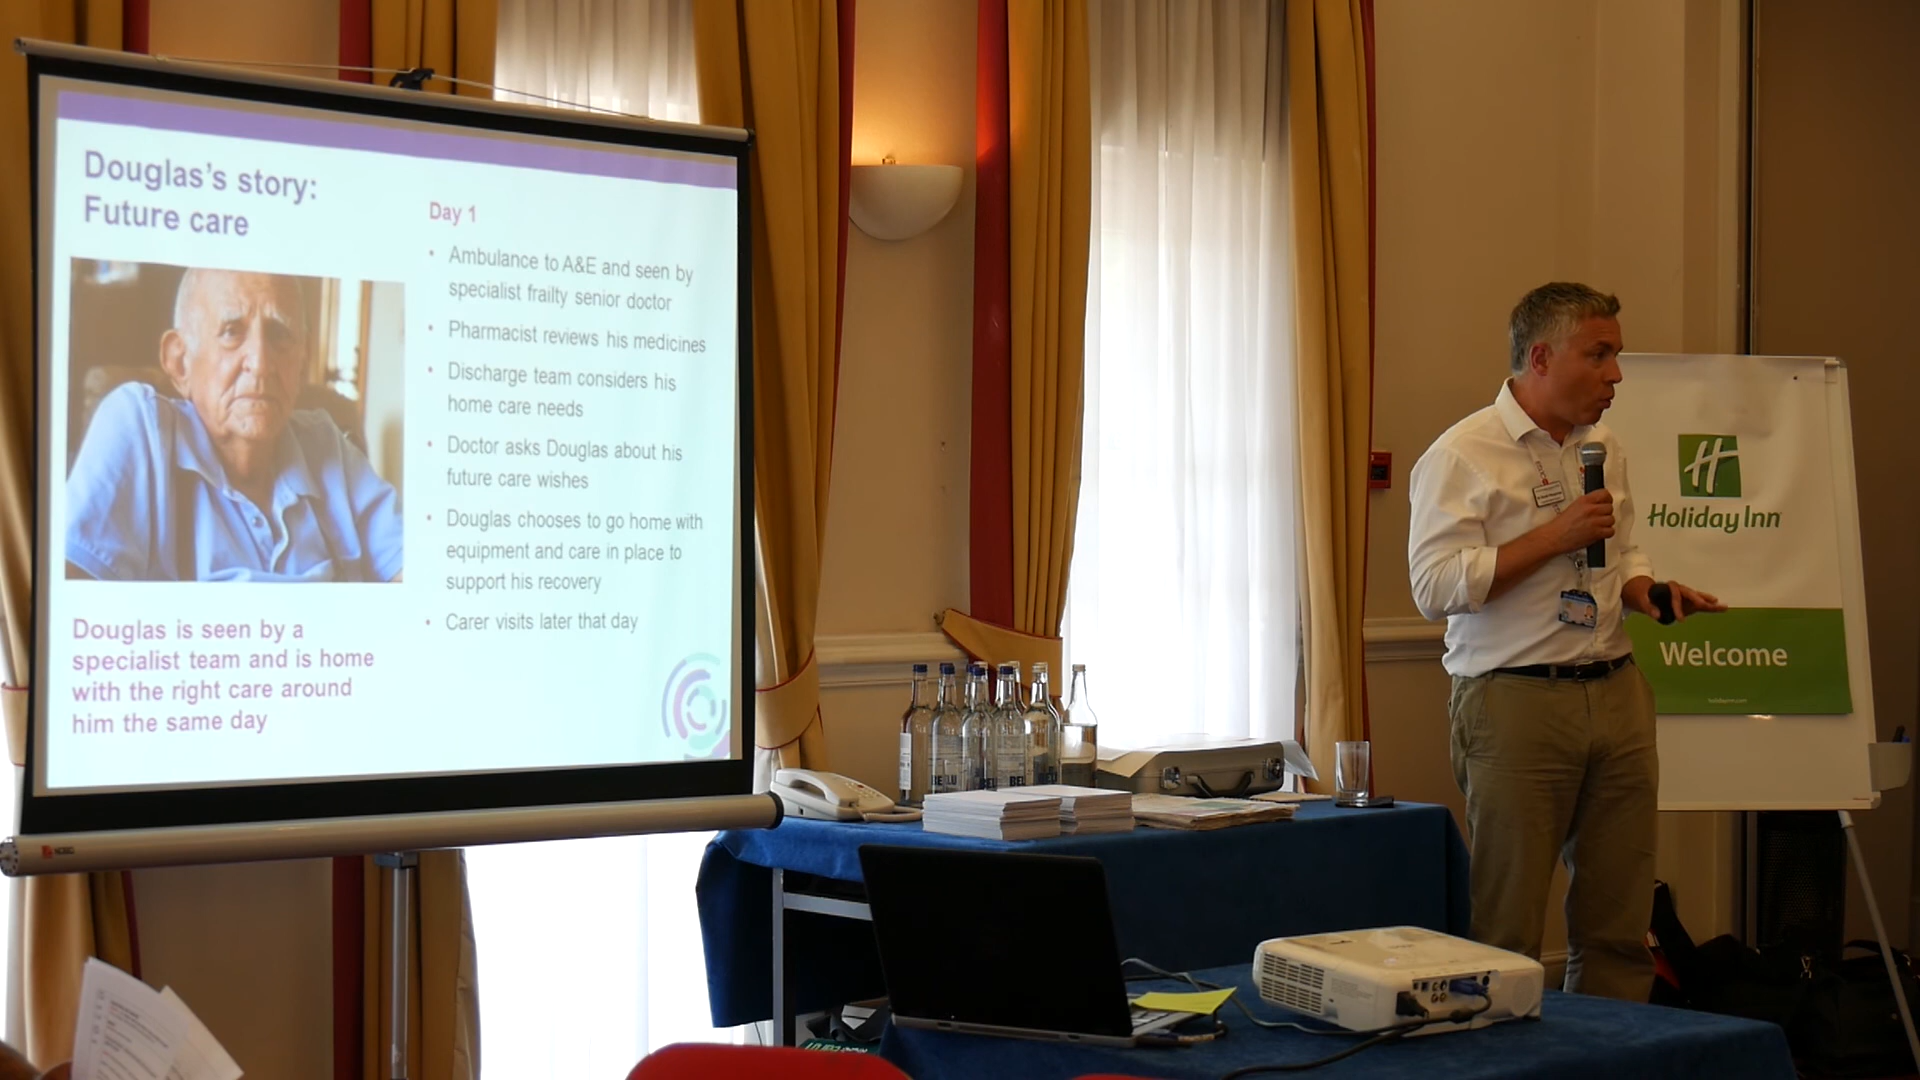 Douglas's story:
Future care
Day 1
• Ambulance to A&E and seen by
specialist frailty senior doctor
• Pharmacist reviews his medicines
• Discharge team considers his
home care needs
• Doctor asks Douglas about his
future care wishes
• Douglas chooses to go home with
equipment and care in place to
support his recovery
• Carer visits later that day
Douglas is seen by a
specialist team and is home
with the right care around
him the same day
NOBO
H
Holiday Inn
Welcome
BELU
BELU